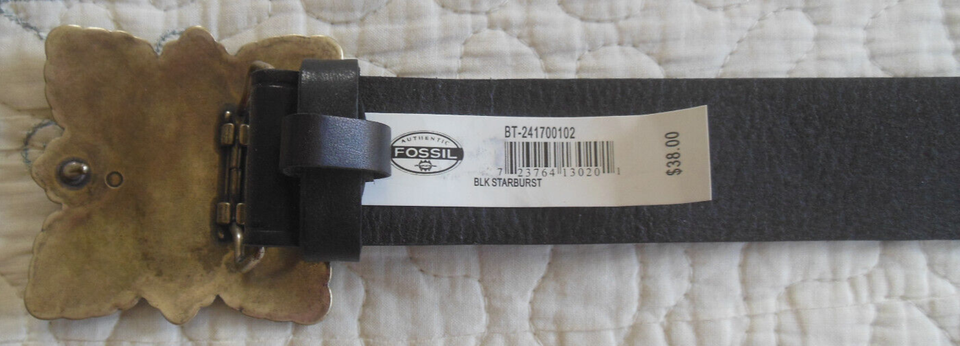 AUTHENTIC
FOSSIL
BT-241700102
7 23764 13020 1
BLK STARBURST
$38.00